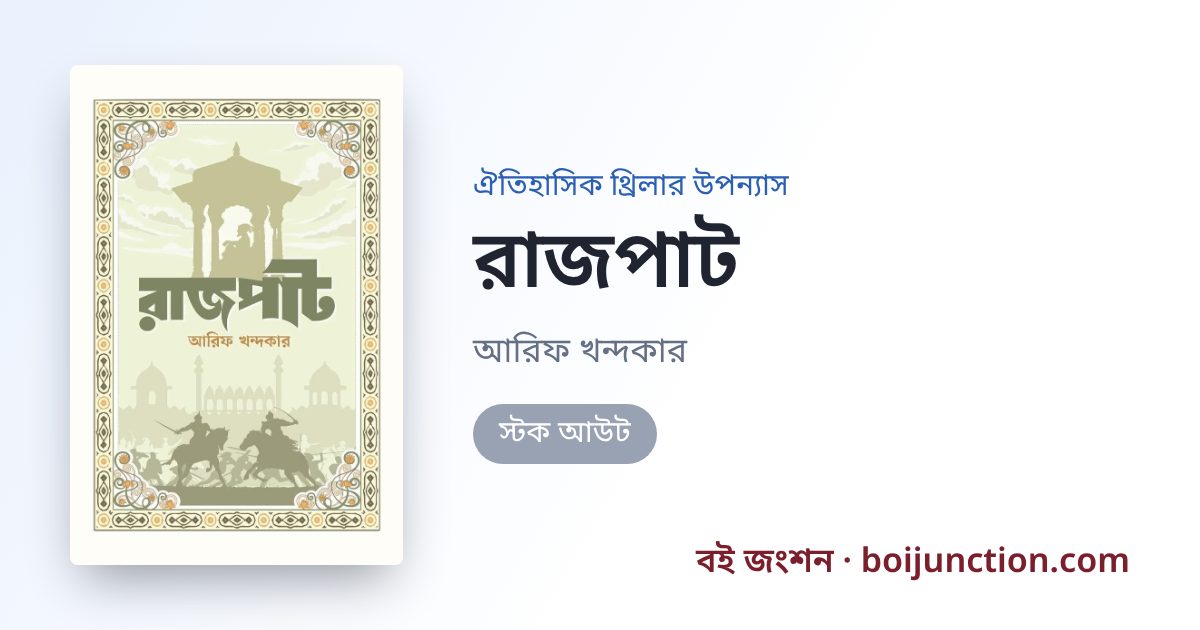 রাজপাট
আরিফ খন্দকার
ঐতিহাসিক থ্রিলার উপন্যাস
রাজপাট
আরিফ খন্দকার
স্টক আউট
বই জংশন · boijunction.com